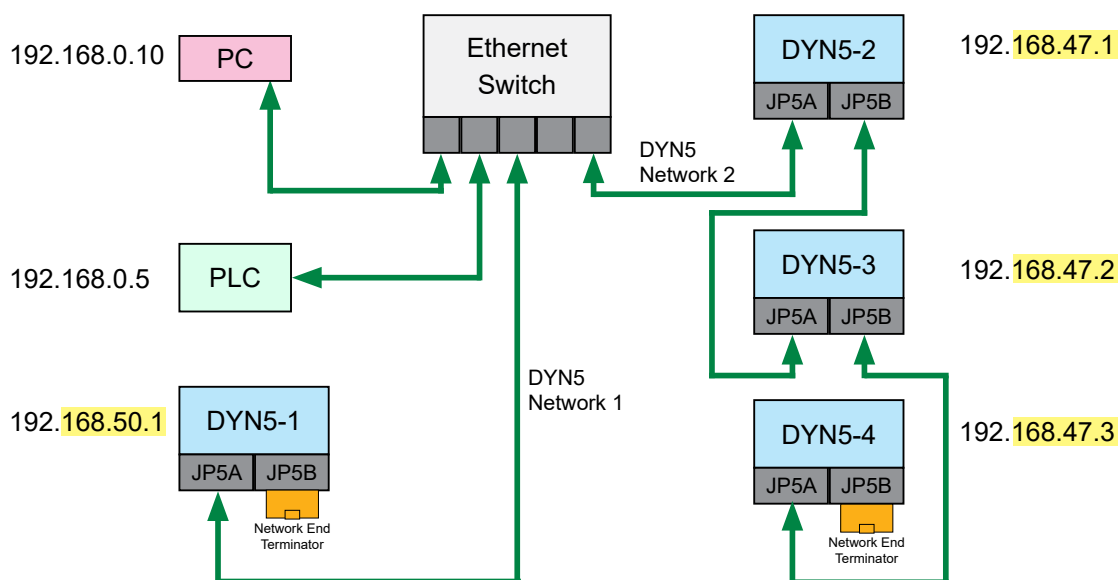 192.168.0.10
PC
Ethernet
Switch
DYN5-2
JP5A
JP5B
192.168.47.1
DYN5
Network 2
192.168.0.5
PLC
DYN5-3
JP5A
JP5B
192.168.47.2
DYN5
Network 1
192.168.50.1
DYN5-1
JP5A
JP5B
Network End
Terminator
DYN5-4
JP5A
JP5B
192.168.47.3
Network End
Terminator